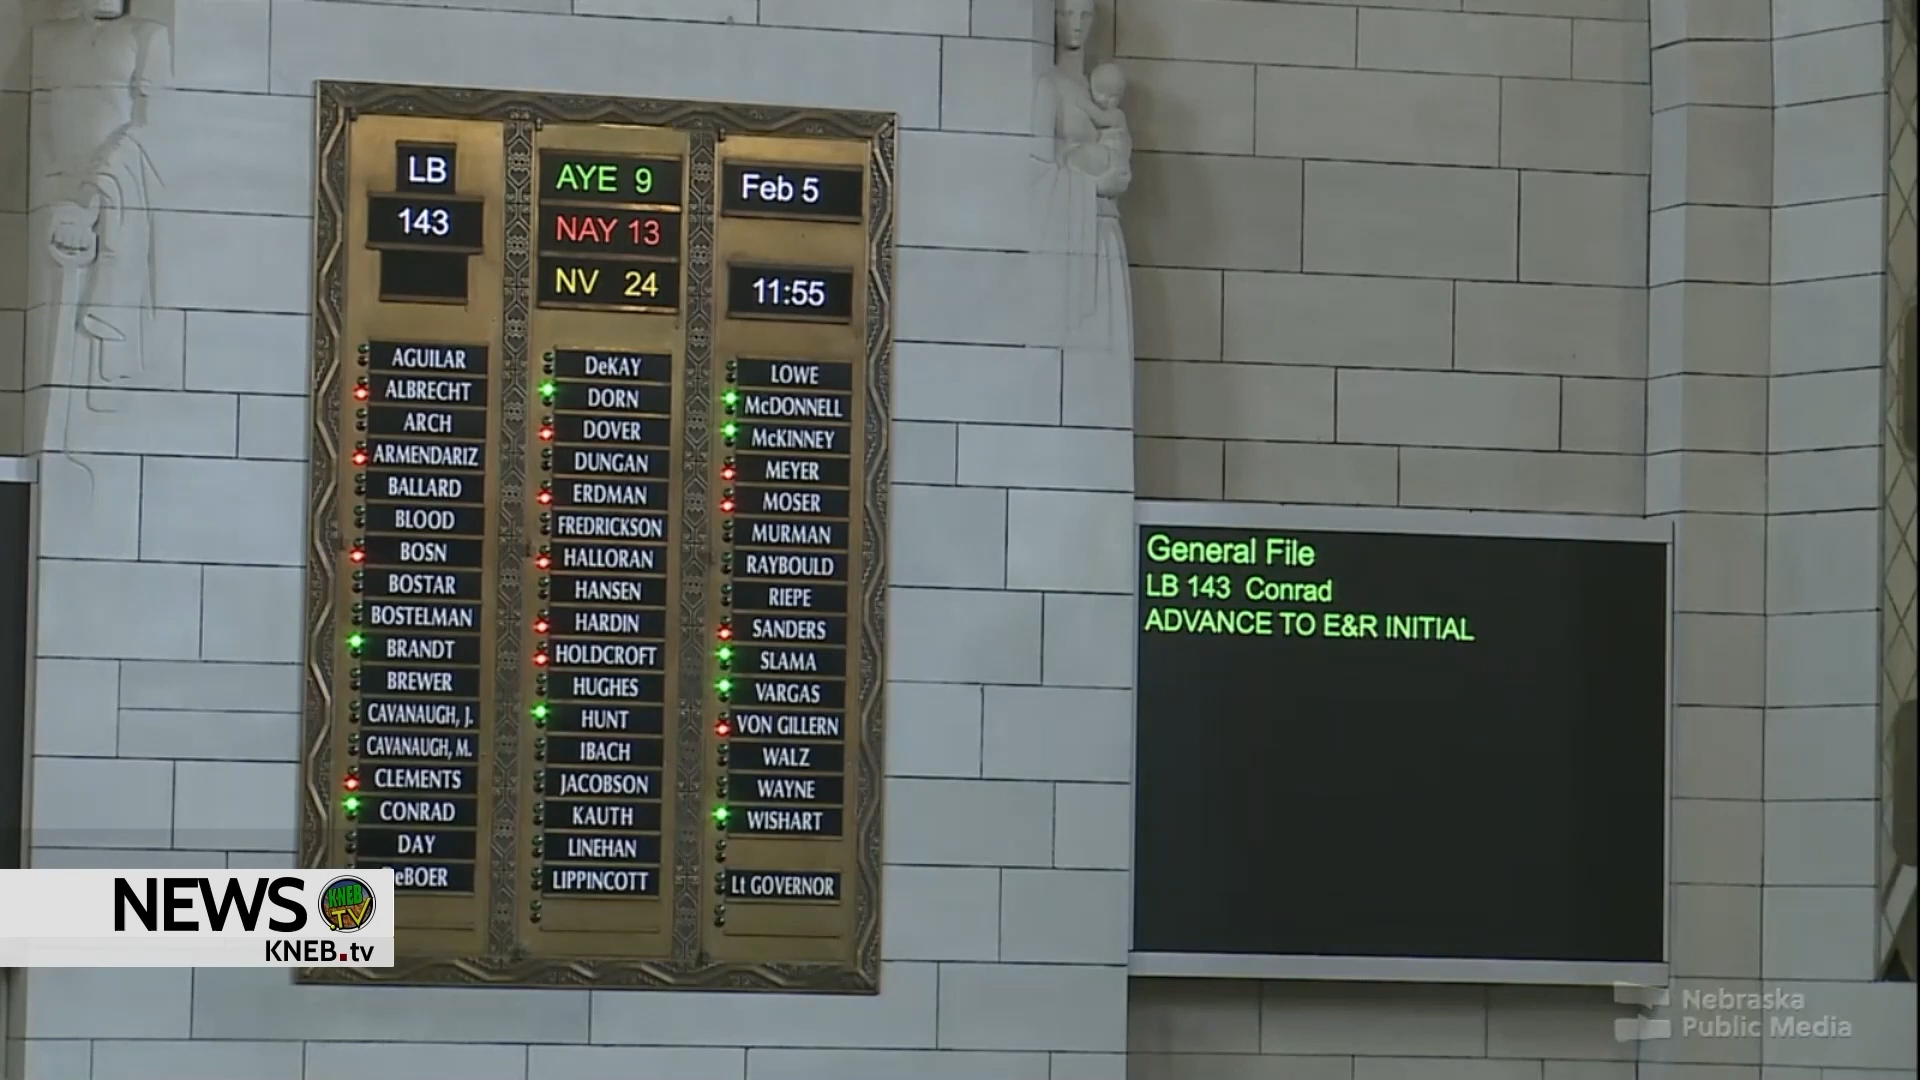 LB
143
AYE 9
NAY 13
NV 24
Feb 5
11:55
AGUILAR
ALBRECHT
ARCH
ARMENDARIZ
BALLARD
BLOOD
BOSN
BOSTAR
BOSTELMAN
BRANDT
BREWER
CAVANAUGH, J.
CAVANAUGH, M.
CLEMENTS
CONRAD
DAY
eBOER
DeKAY
DORN
DOVER
DUNGAN
ERDMAN
FREDRICKSON
HALLORAN
HANSEN
HARDIN
HOLDCROFT
HUGHES
HUNT
IBACH
JACOBSON
KAUTH
LINEHAN
LIPPINCOTT
LOWE
McDONNELL
McKINNEY
MEYER
MOSER
MURMAN
RAYBOULD
RIEPE
SANDERS
SLAMA
VARGAS
VON GILLERN
WALZ
WAYNE
WISHART
Lt GOVERNOR
General File
LB 143 Conrad
ADVANCE TO E&R INITIAL
NEWS
KNEB
.TV
KNEB.tv
Nebraska
Public Media